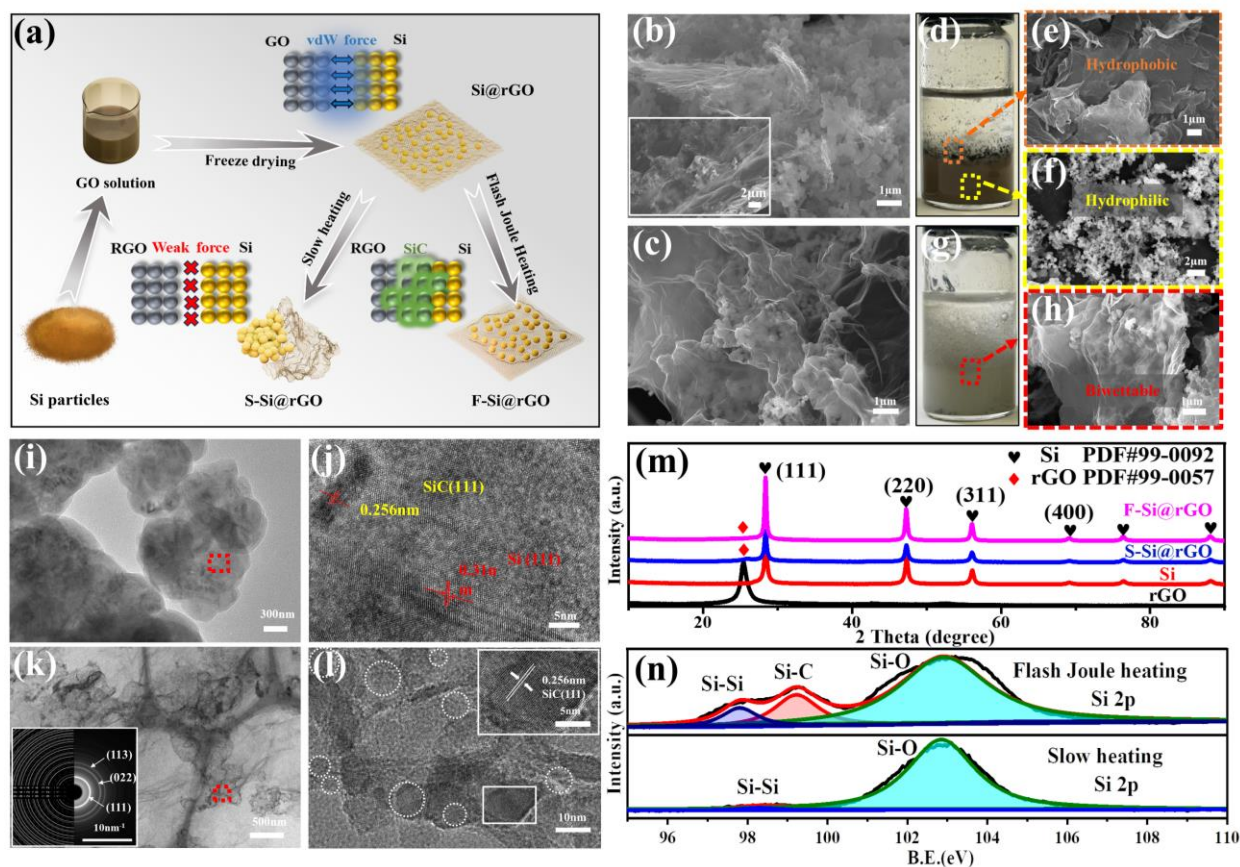 (a)
GO vdW force Si
Si@rGO
Freeze drying
GO solution
Slow heating
Flash Joule Heating
RGO Weak force Si
RGO SiC Si
Si particles
S-Si@rGO
F-Si@rGO
(b)
2μm
1μm
(c)
1μm
(d)
(e)
Hydrophobic
1μm
(f)
Hydrophilic
2μm
(g)
(h)
Biwettable
1μm
(i)
300nm
(j)
SiC(111)
0.256nm
Si (111)
0.31n
m
5nm
(k)
(113)
(022)
(111)
10nm⁻¹
500nm
(l)
0.256nm
SiC(111)
5nm
10nm
(m)
♥ Si PDF#99-0092
♦ rGO PDF#99-0057
(111)
(220)
(311)
(400)
F-Si@rGO
S-Si@rGO
Si
rGO
Intensity (a.u.)
20 40 60 80
2 Theta (degree)
(n)
Si-O
Si-C
Si-Si
Flash Joule heating
Si 2p
Si-O
Si-Si
Slow heating
Si 2p
Intensity (a.u.)
96 98 100 102 104 106 108 110
B.E.(eV)